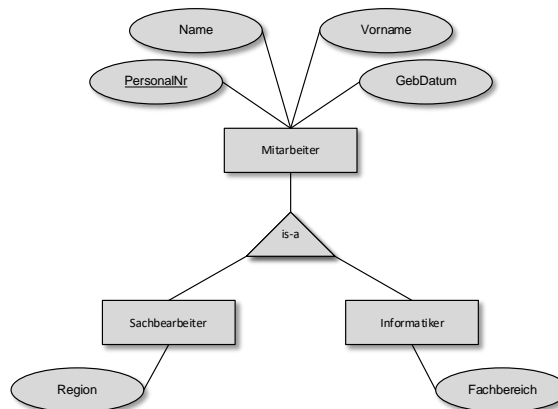 Name
Vorname
PersonalNr
GebDatum
Mitarbeiter
is-a
Sachbearbeiter
Informatiker
Region
Fachbereich